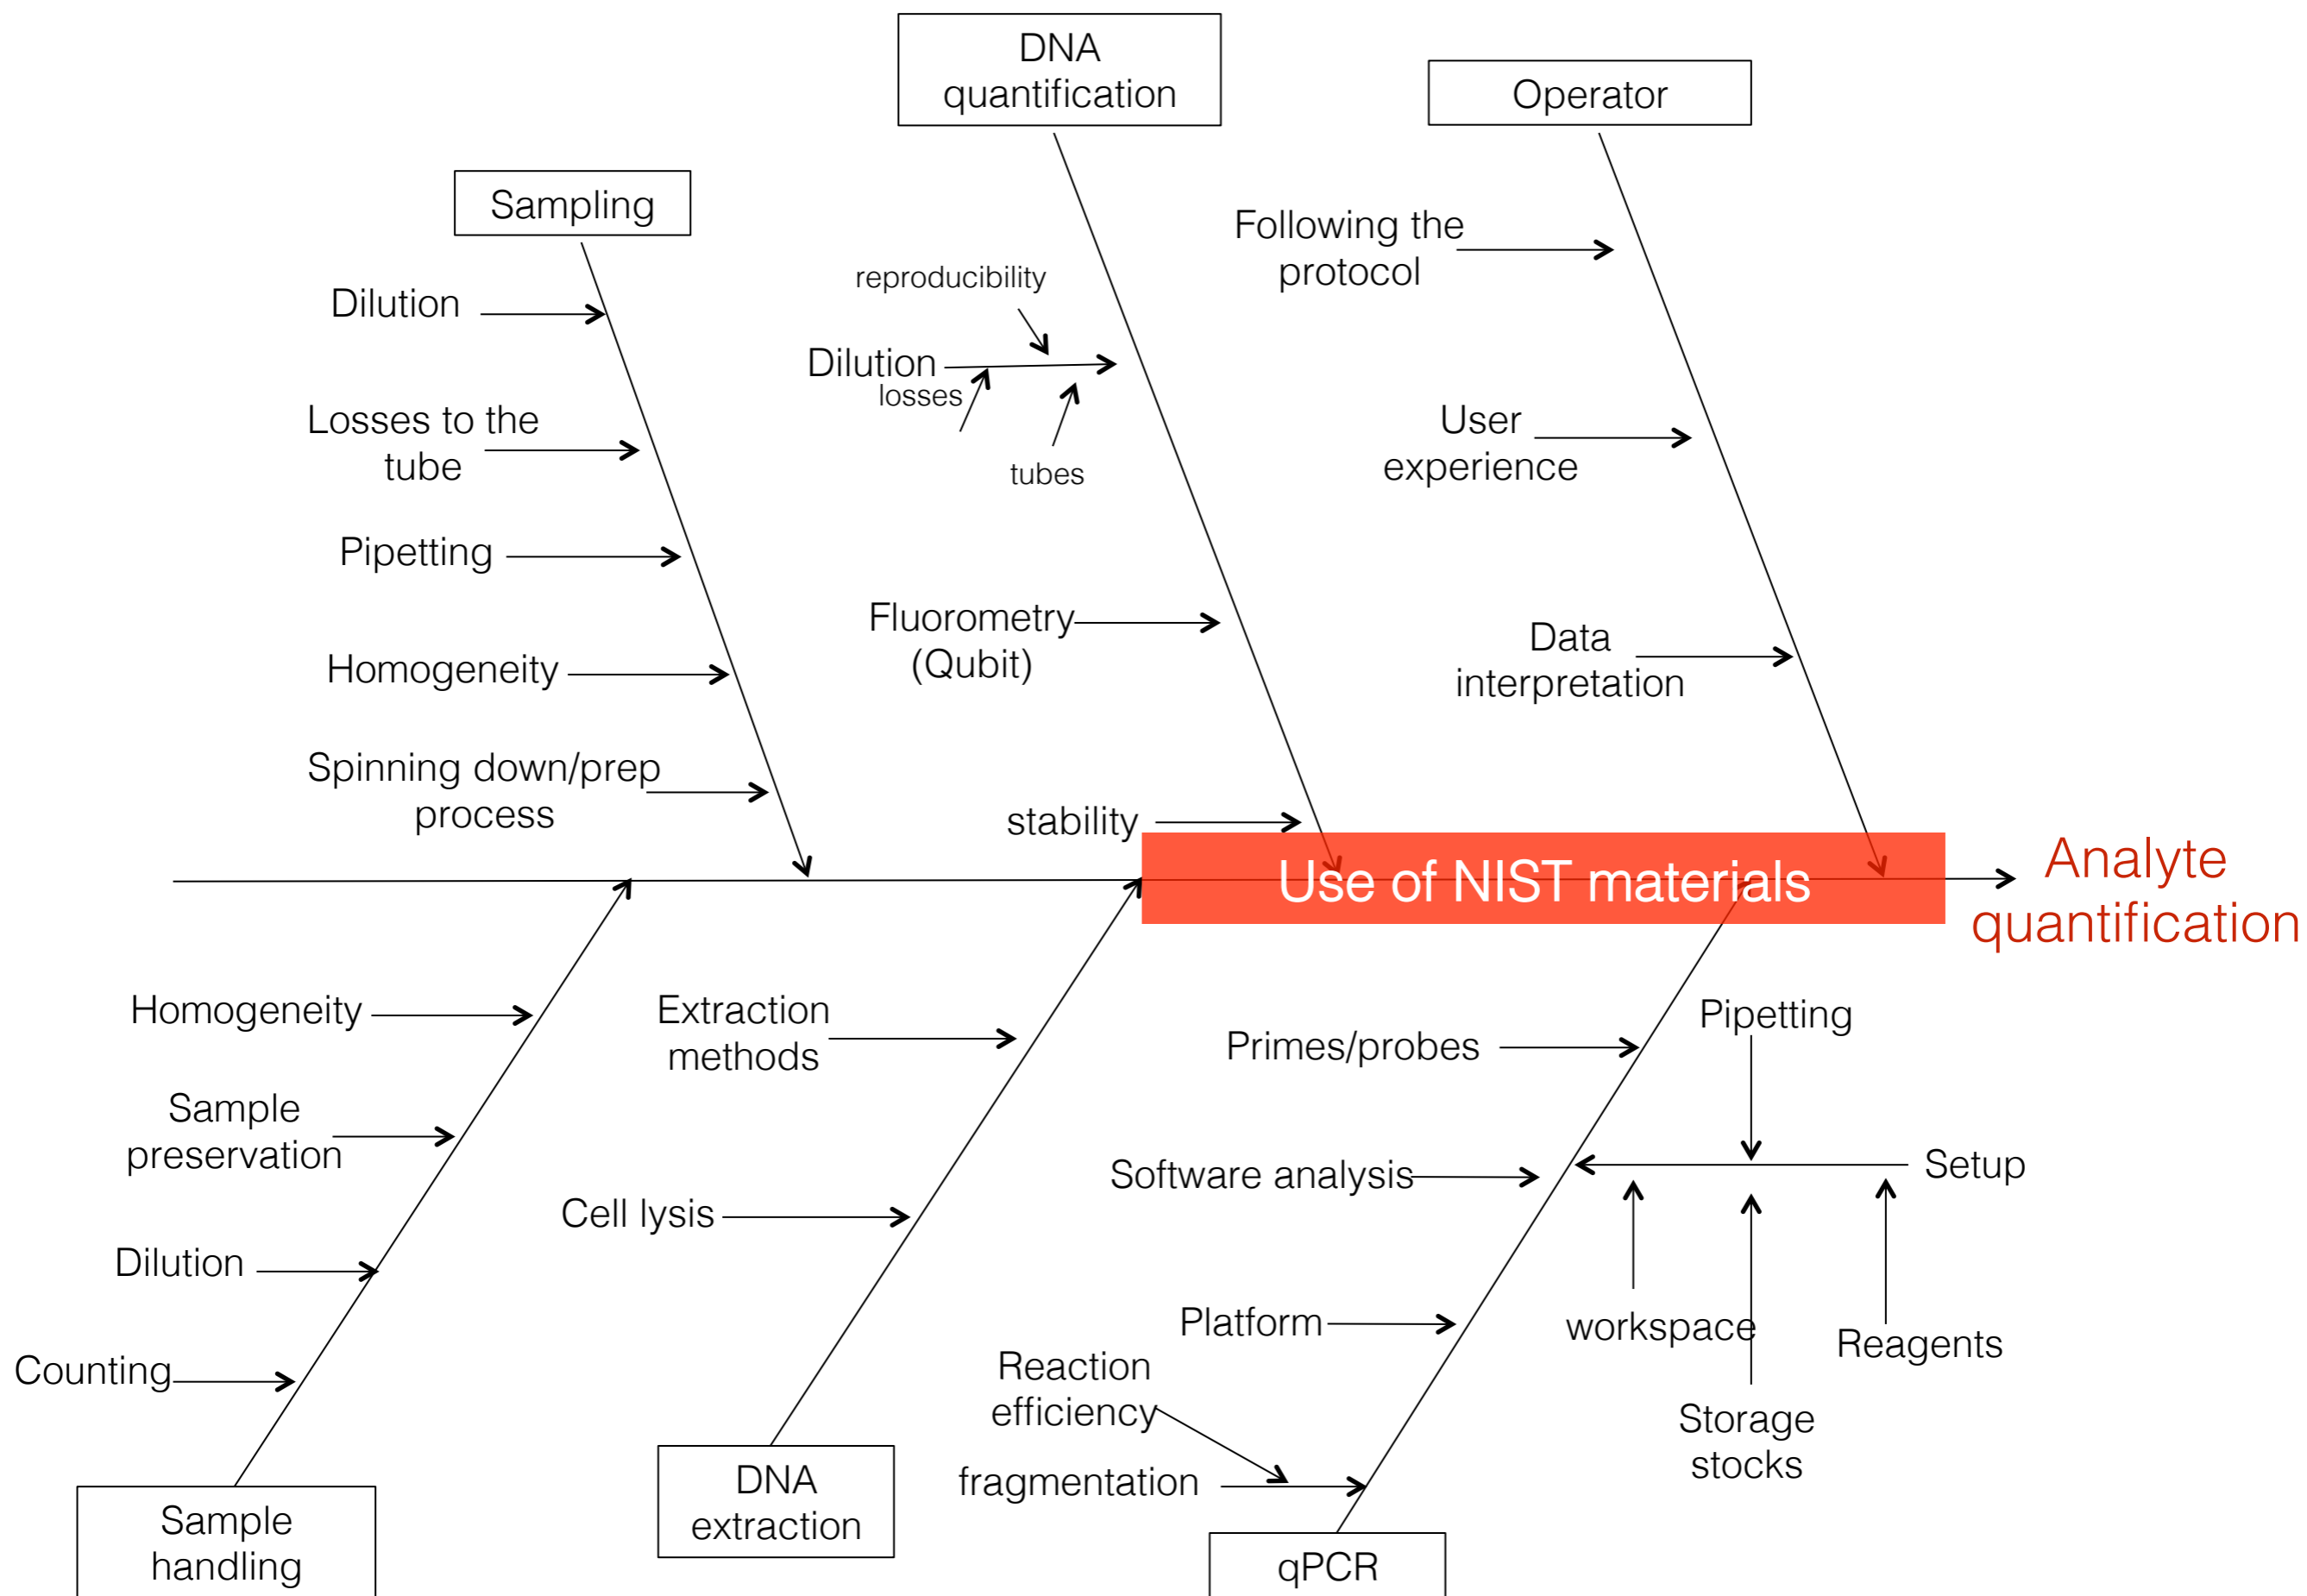 DNA
quantification
Operator
Sampling
Following the
protocol
reproducibility
Dilution
Dilution
losses
Losses to the
tube
User
experience
tubes
Pipetting
Fluorometry
(Qubit)
Homogeneity
Data
interpretation
Spinning down/prep
process
stability
Use of NIST materials
Analyte
quantification
Homogeneity
Extraction
methods
Pipetting
Primes/probes
Sample
preservation
Software analysis
Setup
Cell lysis
Dilution
Platform
workspace
Reagents
Counting
Reaction
efficiency
Storage
stocks
fragmentation
DNA
extraction
Sample
handling
qPCR